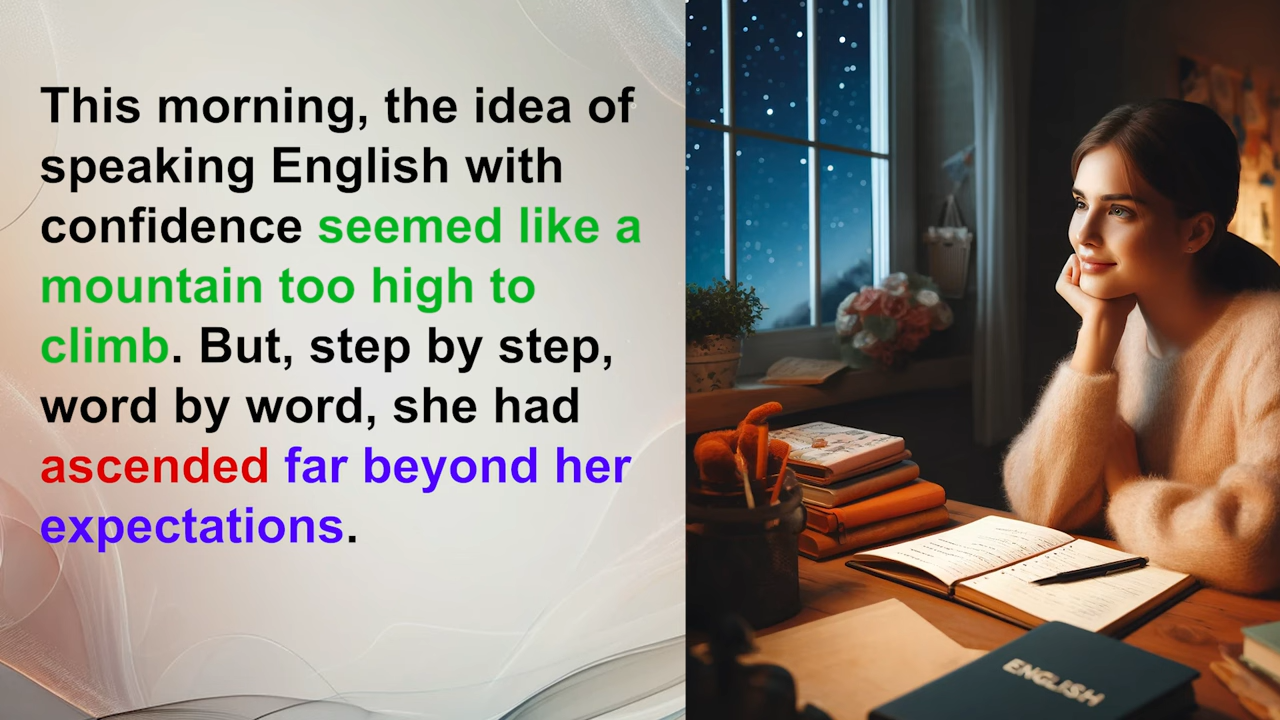 This morning, the idea of
speaking English with
confidence seemed like a
mountain too high to
climb. But, step by step,
word by word, she had
ascended far beyond her
expectations.
ENGLISH